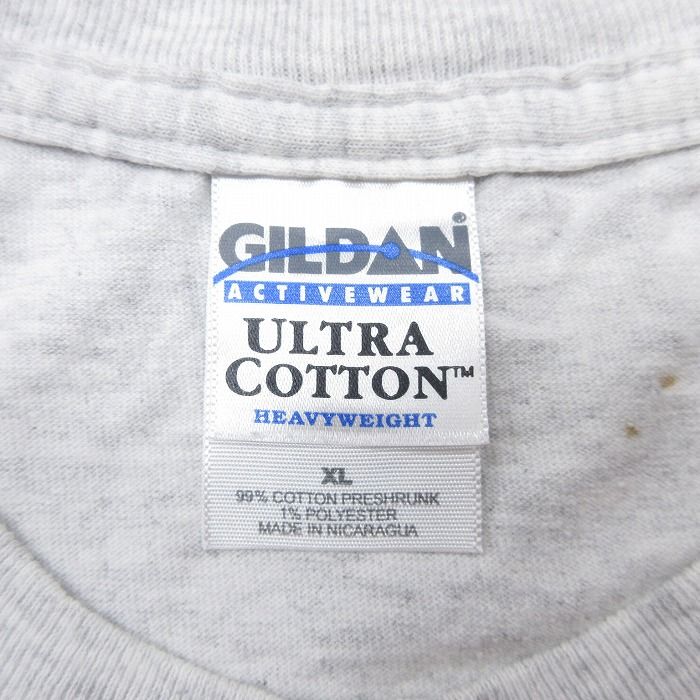 GILDAN®
ACTIVEWEAR
ULTRA
COTTON™
HEAVYWEIGHT
XL
99% COTTON PRESHRUNK
1% POLYESTER
MADE IN NICARAGUA